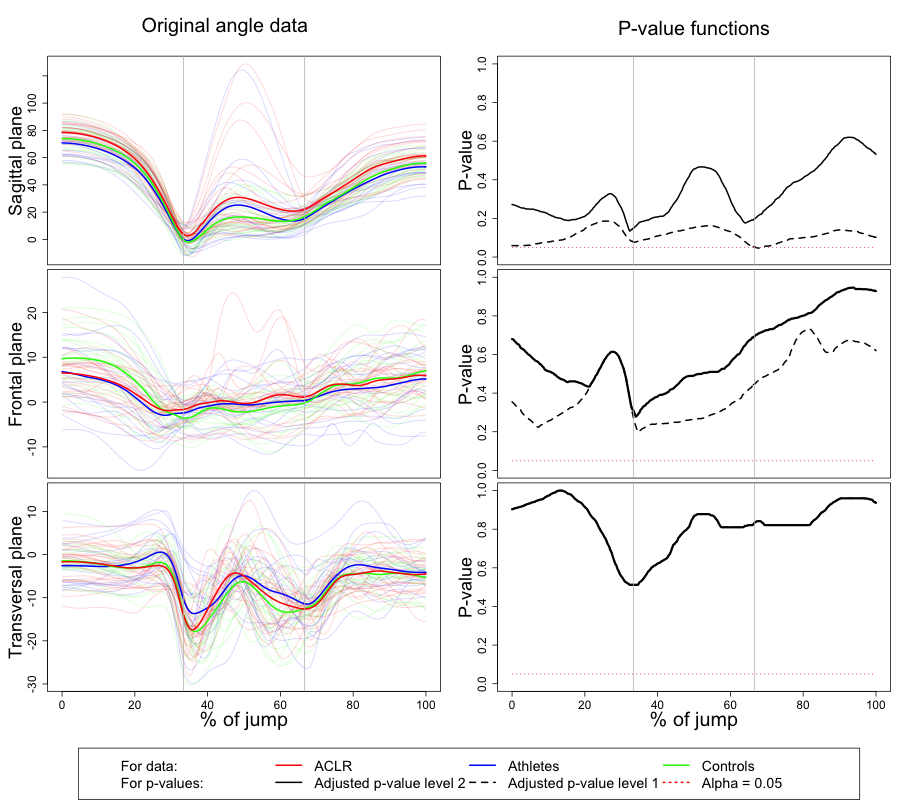 Original angle data
P-value functions
Sagittal plane
0 20 40 60 80 100
P-value
0.0 0.2 0.4 0.6 0.8 1.0
Frontal plane
-10 0 10 20
P-value
0.0 0.2 0.4 0.6 0.8 1.0
Transversal plane
-30 -20 -10 0 10
P-value
0.0 0.2 0.4 0.6 0.8 1.0
0 20 40 60 80 100
0 20 40 60 80 100
% of jump
% of jump
For data: ACLR Athletes Controls
For p-values: Adjusted p-value level 2 Adjusted p-value level 1 Alpha = 0.05